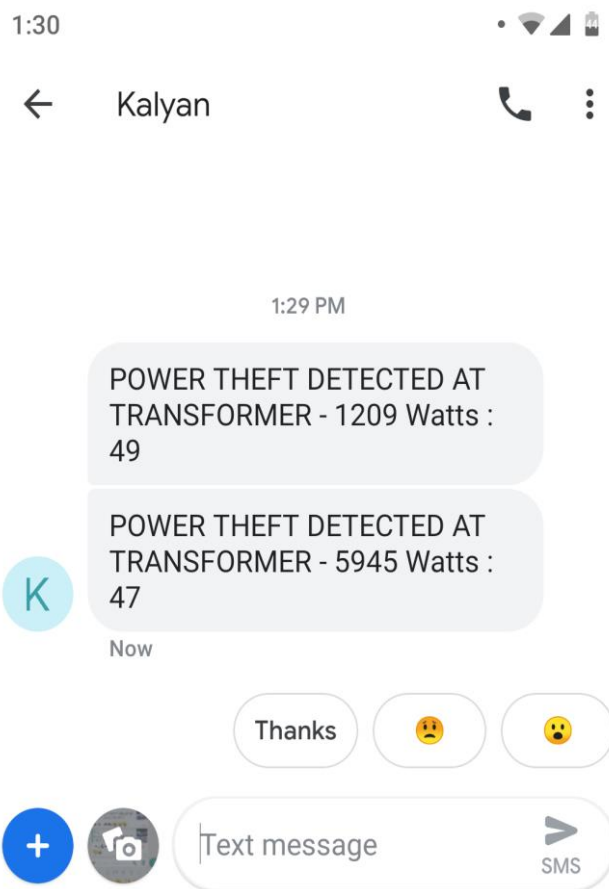 1:30
44
Kalyan
1:29 PM
POWER THEFT DETECTED AT
TRANSFORMER - 1209 Watts :
49
POWER THEFT DETECTED AT
TRANSFORMER - 5945 Watts :
47
K
Now
Thanks
Text message
SMS